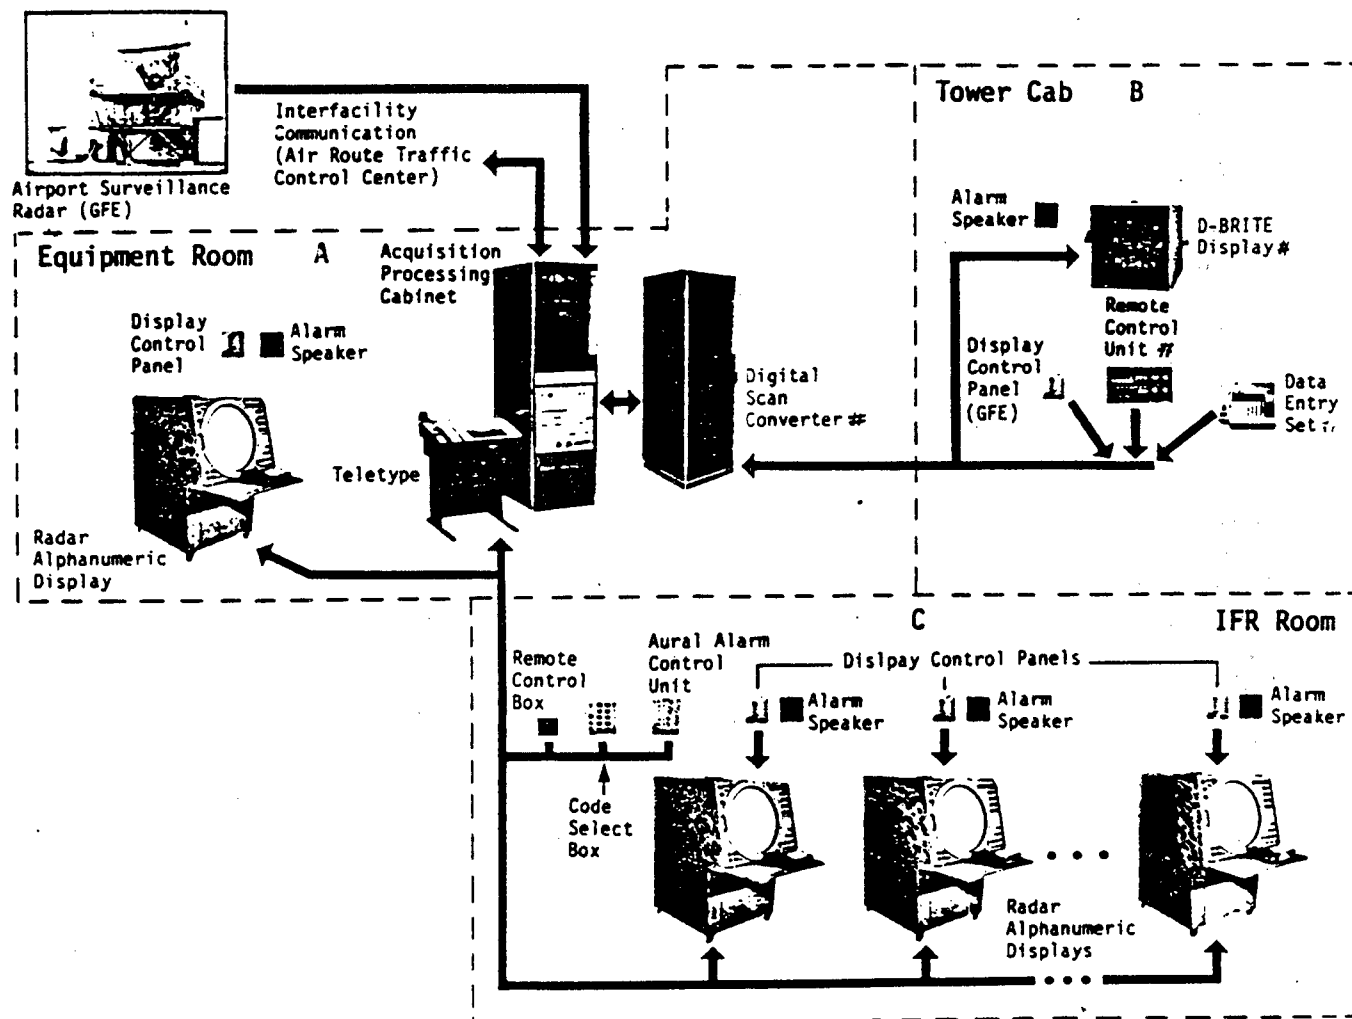 Airport Surveillance
Radar (GFE)
Interfacility
Communication
(Air Route Traffic
Control Center)
Equipment Room A
Acquisition
Processing
Cabinet
Display
Control
Panel
Alarm
Speaker
Teletype
Radar
Alphanumeric
Display
Digital
Scan
Converter #
Tower Cab B
Alarm
Speaker
D-BRITE
Display #
Remote
Control
Unit #
Display
Control
Panel
(GFE)
Data
Entry
Set #
C IFR Room
Remote
Control
Box
Aural Alarm
Control
Unit
Code
Select
Box
Dislpay Control Panels
Alarm
Speaker
Alarm
Speaker
Alarm
Speaker
Radar
Alphanumeric
Displays